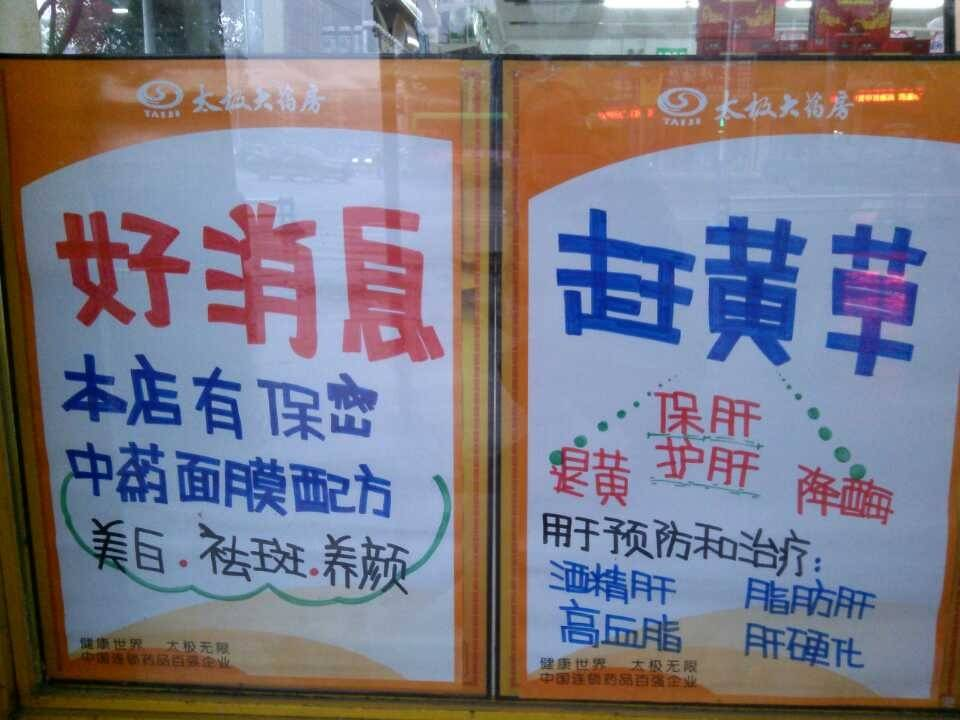 太极大药房
TAIJI
好消息
本店有保密
中药面膜配方
美白·祛斑·养颜
健康世界 太极无限
中国连锁药品百强企业
太极大药房
TAIJI
赶黄草
保肝
护肝
退黄
降酶
用于预防和治疗：
酒精肝 脂肪肝
高血脂 肝硬化
健康世界 太极无限
中国连锁药品百强企业